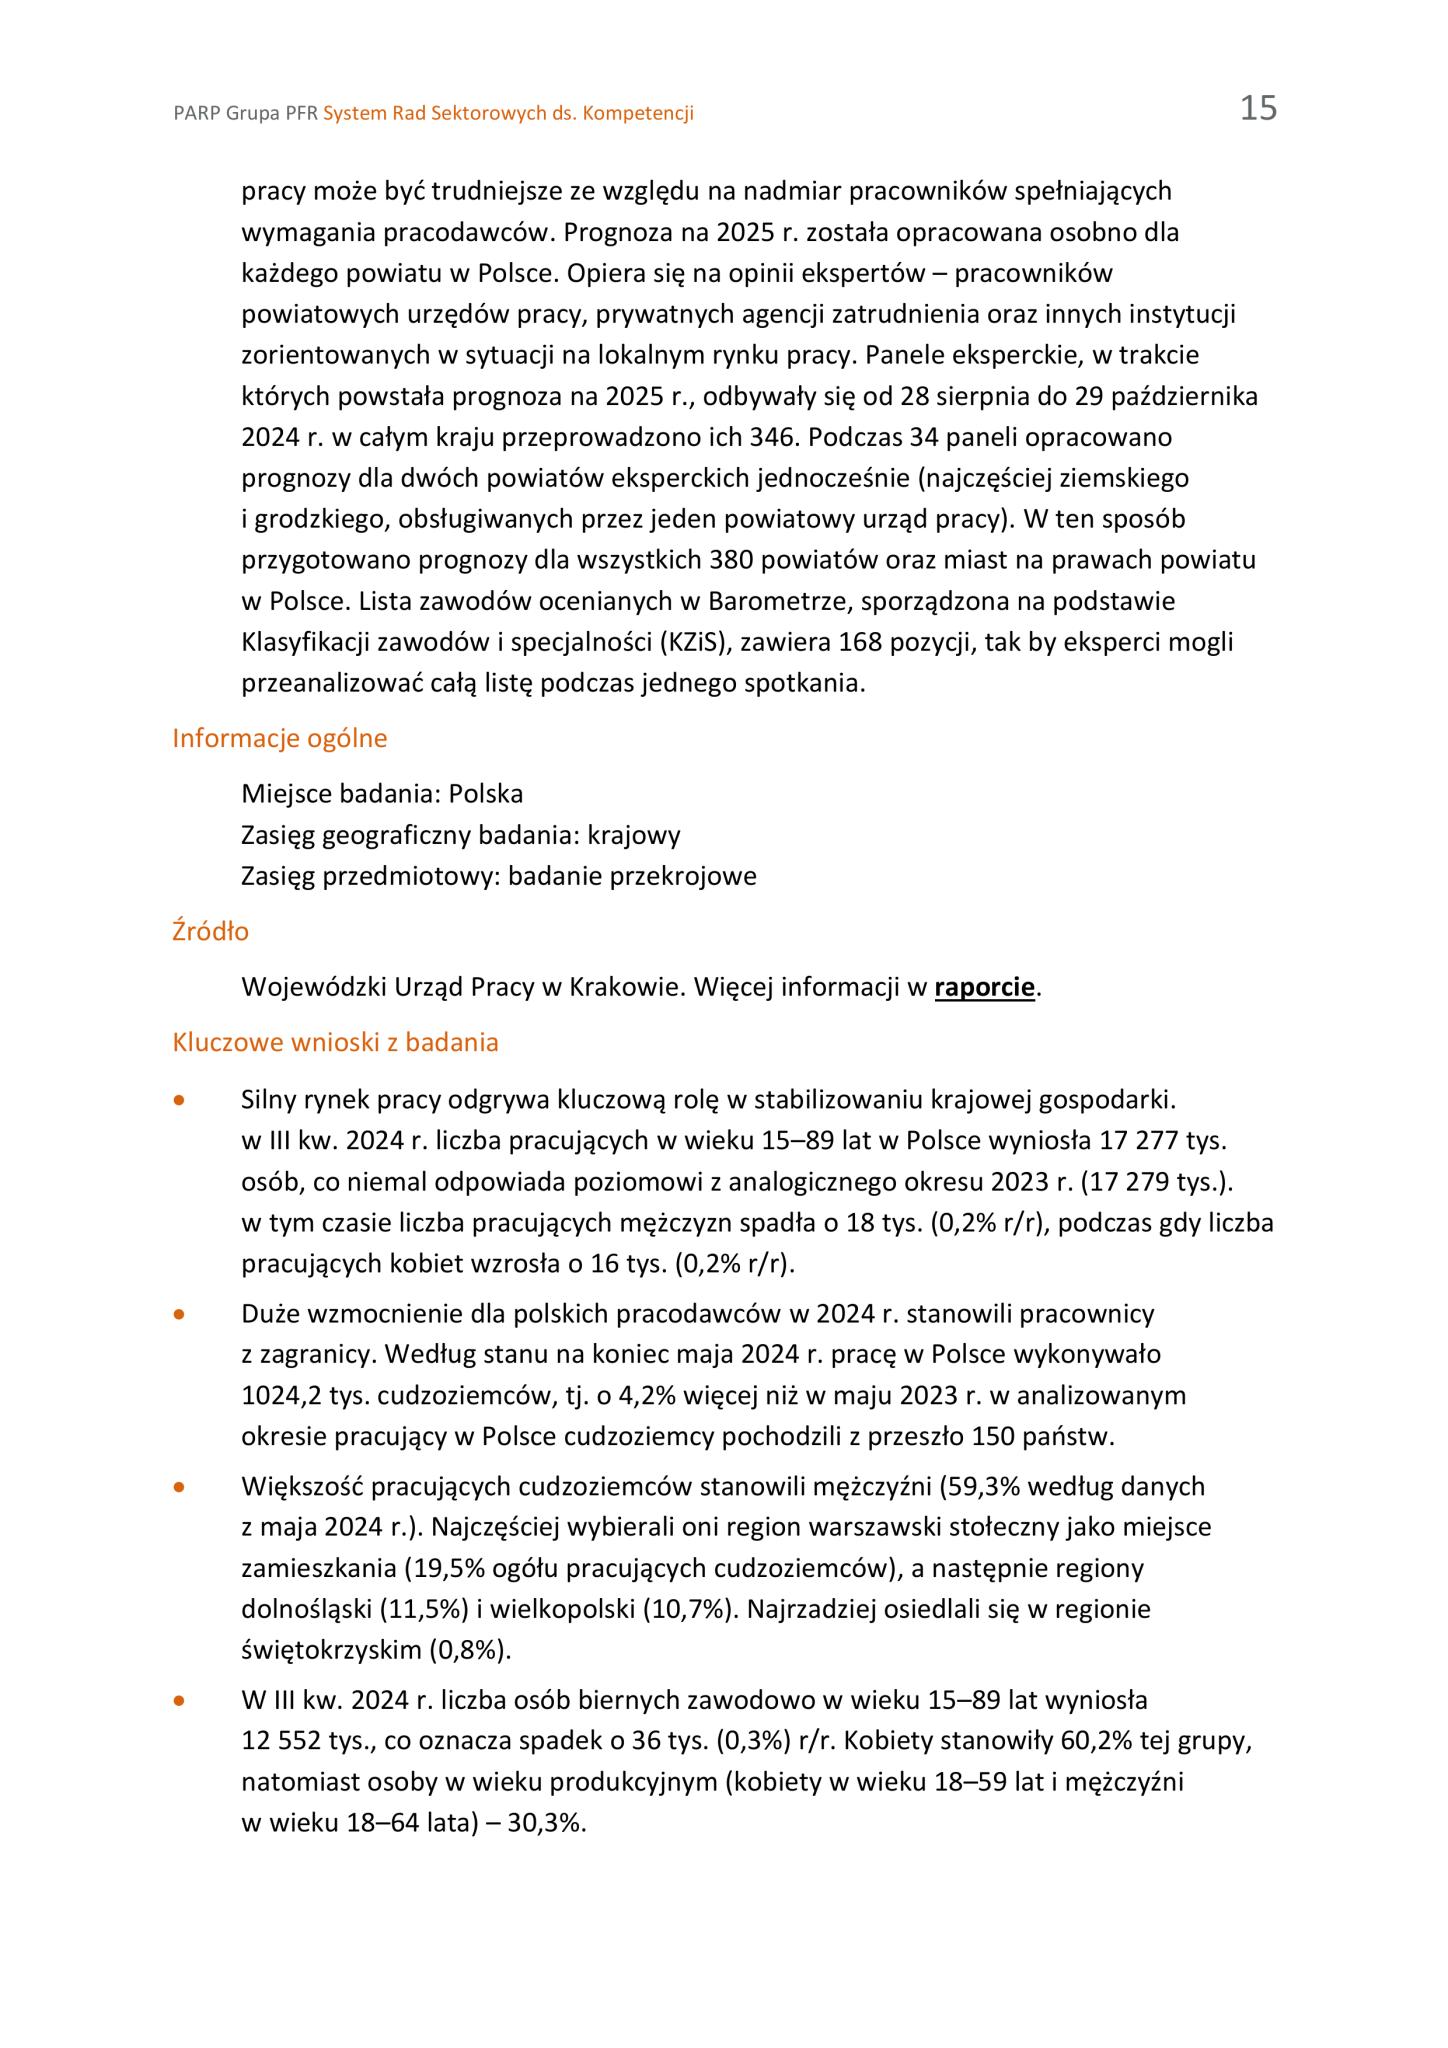 PARP Grupa PFR System Rad Sektorowych ds. Kompetencji 15
pracy może być trudniejsze ze względu na nadmiar pracowników spełniających
wymagania pracodawców. Prognoza na 2025 r. została opracowana osobno dla
każdego powiatu w Polsce. Opiera się na opinii ekspertów – pracowników
powiatowych urzędów pracy, prywatnych agencji zatrudnienia oraz innych instytucji
zorientowanych w sytuacji na lokalnym rynku pracy. Panele eksperckie, w trakcie
których powstała prognoza na 2025 r., odbywały się od 28 sierpnia do 29 października
2024 r. w całym kraju przeprowadzono ich 346. Podczas 34 paneli opracowano
prognozy dla dwóch powiatów eksperckich jednocześnie (najczęściej ziemskiego
i grodzkiego, obsługiwanych przez jeden powiatowy urząd pracy). W ten sposób
przygotowano prognozy dla wszystkich 380 powiatów oraz miast na prawach powiatu
w Polsce. Lista zawodów ocenianych w Barometrze, sporządzona na podstawie
Klasyfikacji zawodów i specjalności (KZiS), zawiera 168 pozycji, tak by eksperci mogli
przeanalizować całą listę podczas jednego spotkania.
Informacje ogólne
Miejsce badania: Polska
Zasięg geograficzny badania: krajowy
Zasięg przedmiotowy: badanie przekrojowe
Źródło
Wojewódzki Urząd Pracy w Krakowie. Więcej informacji w raporcie.
Kluczowe wnioski z badania
• Silny rynek pracy odgrywa kluczową rolę w stabilizowaniu krajowej gospodarki.
w III kw. 2024 r. liczba pracujących w wieku 15–89 lat w Polsce wyniosła 17 277 tys.
osób, co niemal odpowiada poziomowi z analogicznego okresu 2023 r. (17 279 tys.).
w tym czasie liczba pracujących mężczyzn spadła o 18 tys. (0,2% r/r), podczas gdy liczba
pracujących kobiet wzrosła o 16 tys. (0,2% r/r).
• Duże wzmocnienie dla polskich pracodawców w 2024 r. stanowili pracownicy
z zagranicy. Według stanu na koniec maja 2024 r. pracę w Polsce wykonywało
1024,2 tys. cudzoziemców, tj. o 4,2% więcej niż w maju 2023 r. w analizowanym
okresie pracujący w Polsce cudzoziemcy pochodzili z przeszło 150 państw.
• Większość pracujących cudzoziemców stanowili mężczyźni (59,3% według danych
z maja 2024 r.). Najczęściej wybierali oni region warszawski stołeczny jako miejsce
zamieszkania (19,5% ogółu pracujących cudzoziemców), a następnie regiony
dolnośląski (11,5%) i wielkopolski (10,7%). Najrzadziej osiedlali się w regionie
świętokrzyskim (0,8%).
• W III kw. 2024 r. liczba osób biernych zawodowo w wieku 15–89 lat wyniosła
12 552 tys., co oznacza spadek o 36 tys. (0,3%) r/r. Kobiety stanowiły 60,2% tej grupy,
natomiast osoby w wieku produkcyjnym (kobiety w wieku 18–59 lat i mężczyźni
w wieku 18–64 lata) – 30,3%.